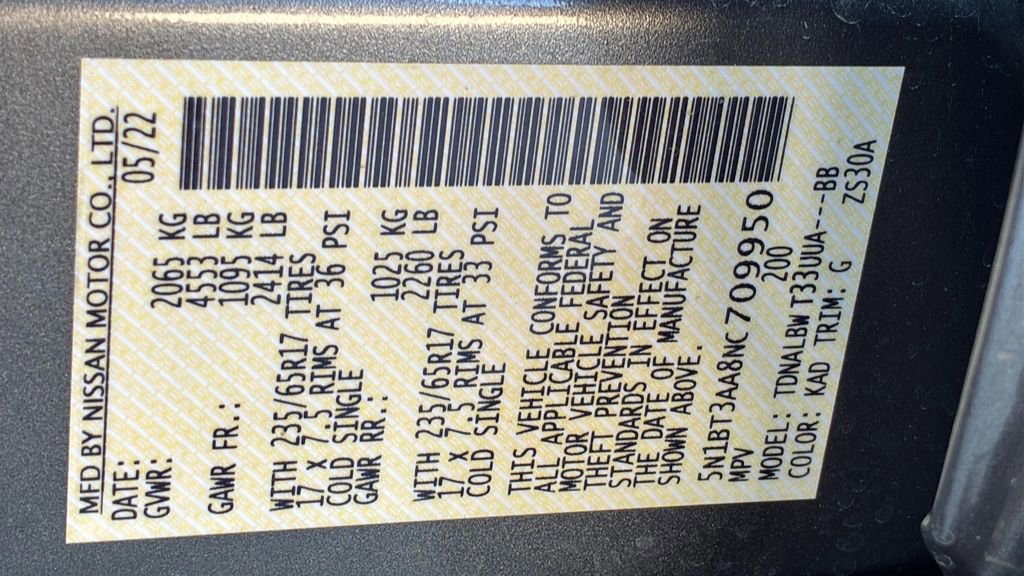 MFD BY NISSAN MOTOR CO., LTD.
DATE: 05/22
GVWR: 2065 KG
4553 LB
GAWR FR.: 1095 KG
2414 LB
WITH 235/65R17 TIRES
17 X 7.5 RIMS AT 36 PSI
COLD SINGLE
GAWR RR.: 1025 KG
2260 LB
WITH 235/65R17 TIRES
17 X 7.5 RIMS AT 33 PSI
COLD SINGLE
THIS VEHICLE CONFORMS TO
ALL APPLICABLE FEDERAL
MOTOR VEHICLE SAFETY AND
THEFT PREVENTION
STANDARDS IN EFFECT ON
THE DATE OF MANUFACTURE
SHOWN ABOVE.
5N1BT3AA8NC709950
MPV 200
MODEL: TDNALBW T33UUA---BB
COLOR: KAD TRIM: G ZS30A